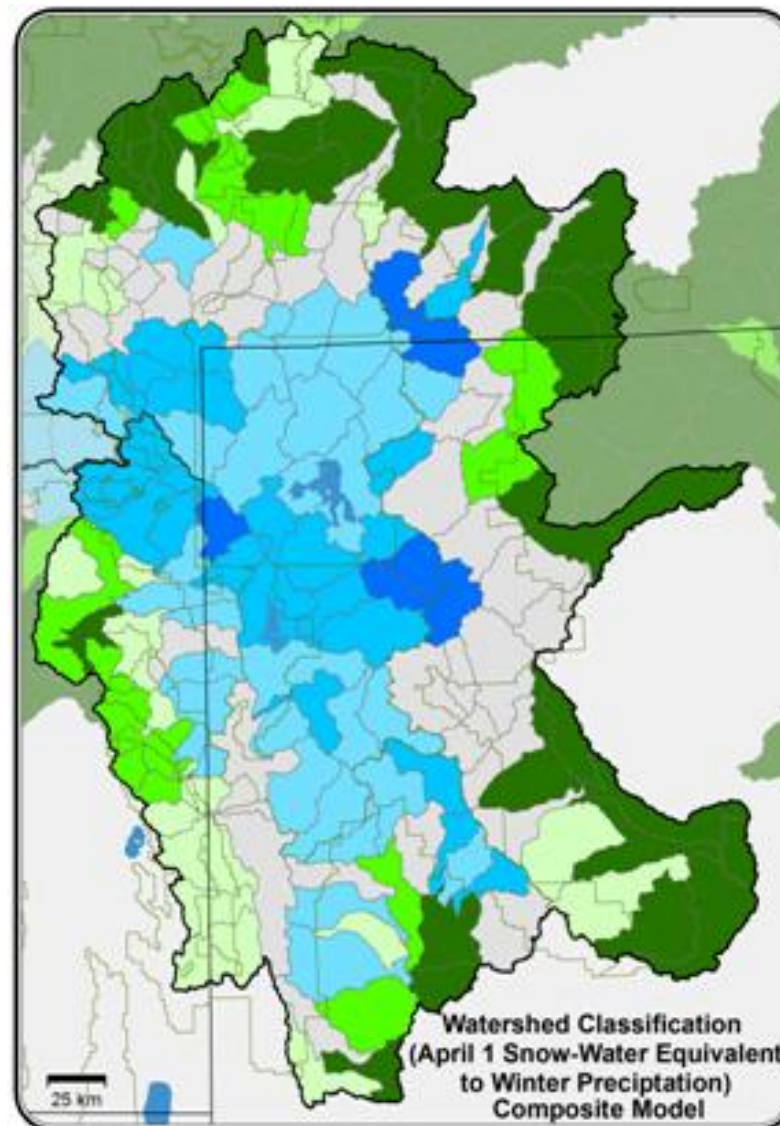 Watershed Classification
(April 1 Snow-Water Equivalent
to Winter Preciptation)
Composite Model
25 km